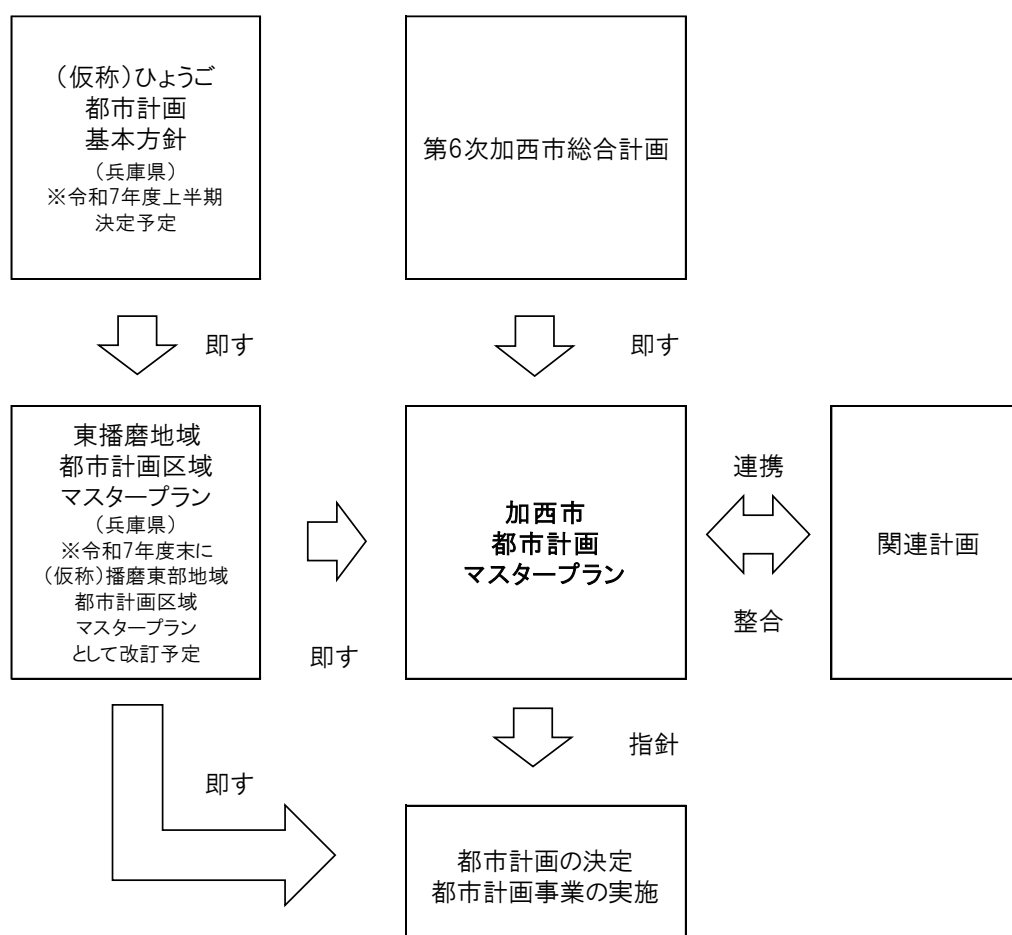 （仮称）ひょうご
都市計画
基本方針
（兵庫県）
※令和7年度上半期
決定予定
第6次加西市総合計画
即す
即す
東播磨地域
都市計画区域
マスタープラン
（兵庫県）
※令和7年度末に
（仮称）播磨東部地域
都市計画区域
マスタープラン
として改訂予定
即す
加西市
都市計画
マスタープラン
連携
整合
関連計画
即す
指針
都市計画の決定
都市計画事業の実施